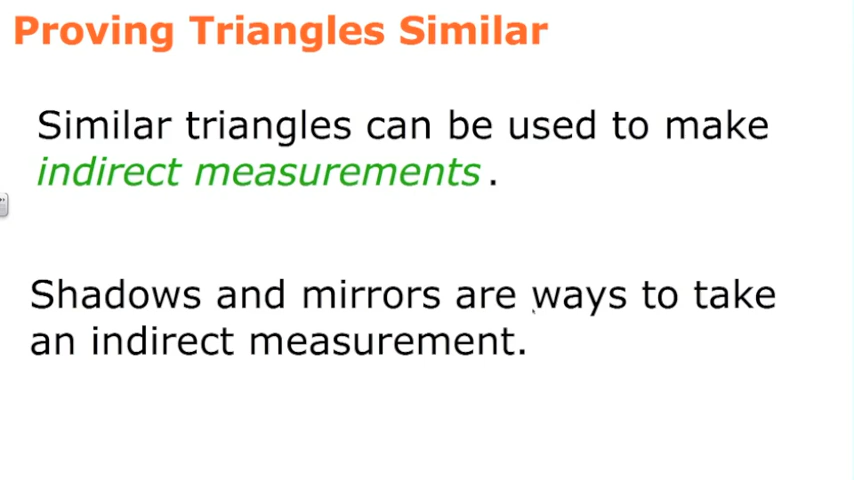 Proving Triangles Similar
Similar triangles can be used to make
indirect measurements.
Shadows and mirrors are ways to take
an indirect measurement.